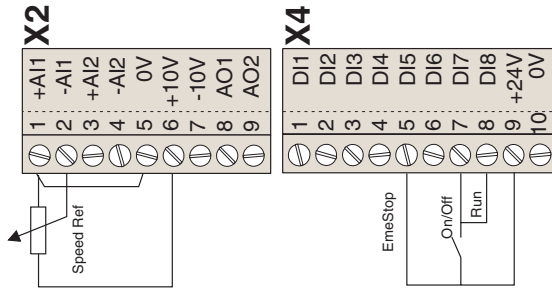 X2
1 +AI1
2 -AI1
3 +AI2
4 -AI2
5 0V
6 +10V
7 -10V
8 AO1
9 AO2
Speed Ref
X4
1 DI1
2 DI2
3 DI3
4 DI4
5 DI5
6 DI6
7 DI7
8 DI8
9 +24V
10 0V
EmeStop
On/Off
Run